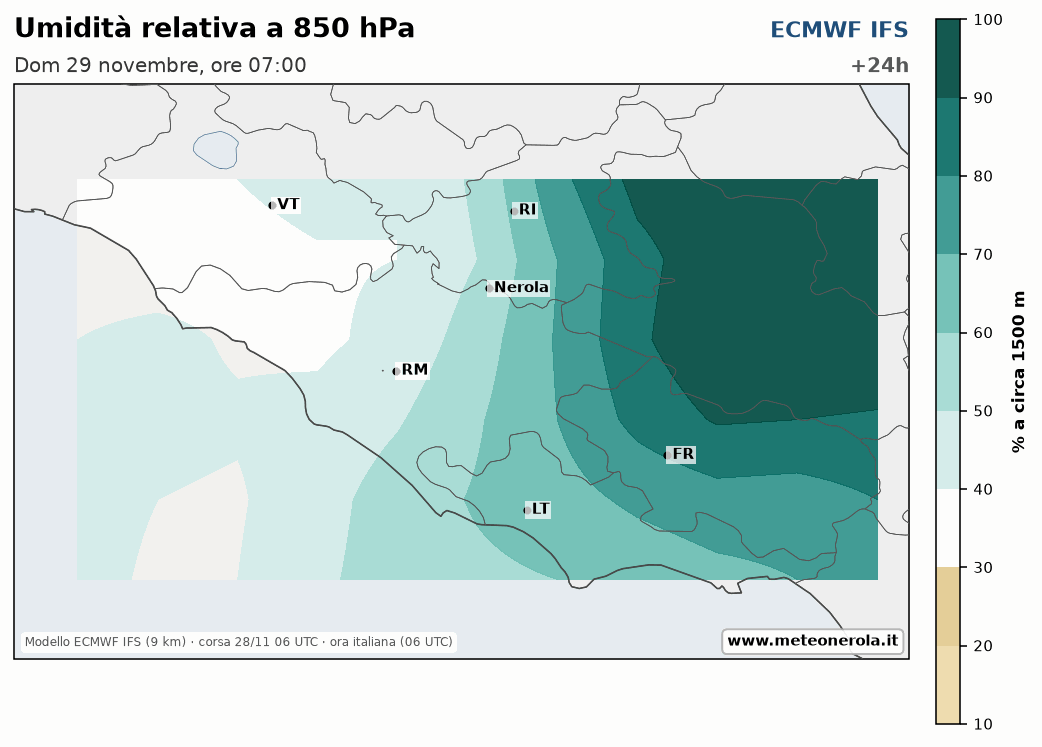 Umidità relativa a 850 hPa
ECMWF IFS
Dom 29 novembre, ore 07:00
+24h
100
90
80
70
60
50
40
30
20
10
% a circa 1500 m
VT
RI
Nerola
RM
FR
LT
Modello ECMWF IFS (9 km) · corsa 28/11 06 UTC · ora italiana (06 UTC)
www.meteonerola.it